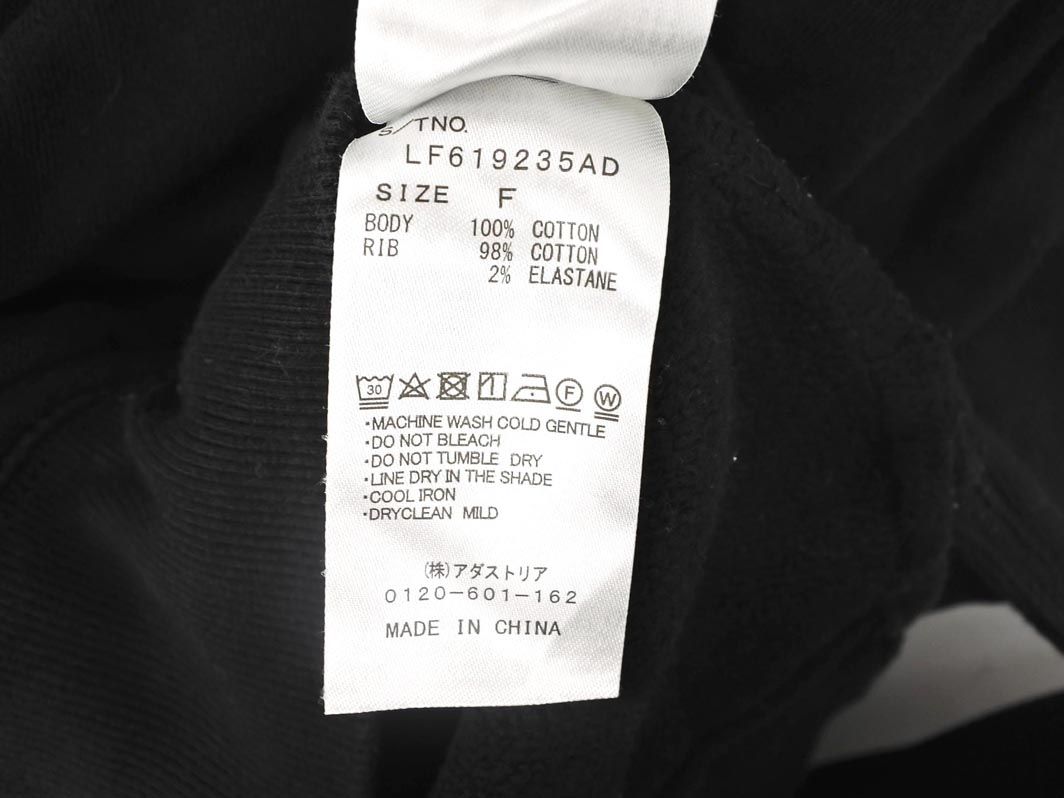 S/TNO.
LF619235AD
SIZE F
BODY 100% COTTON
RIB 98% COTTON
2% ELASTANE
30 1 F W
・MACHINE WASH COLD GENTLE
・DO NOT BLEACH
・DO NOT TUMBLE DRY
・LINE DRY IN THE SHADE
・COOL IRON
・DRYCLEAN MILD
(株)アダストリア
0120-601-162
MADE IN CHINA